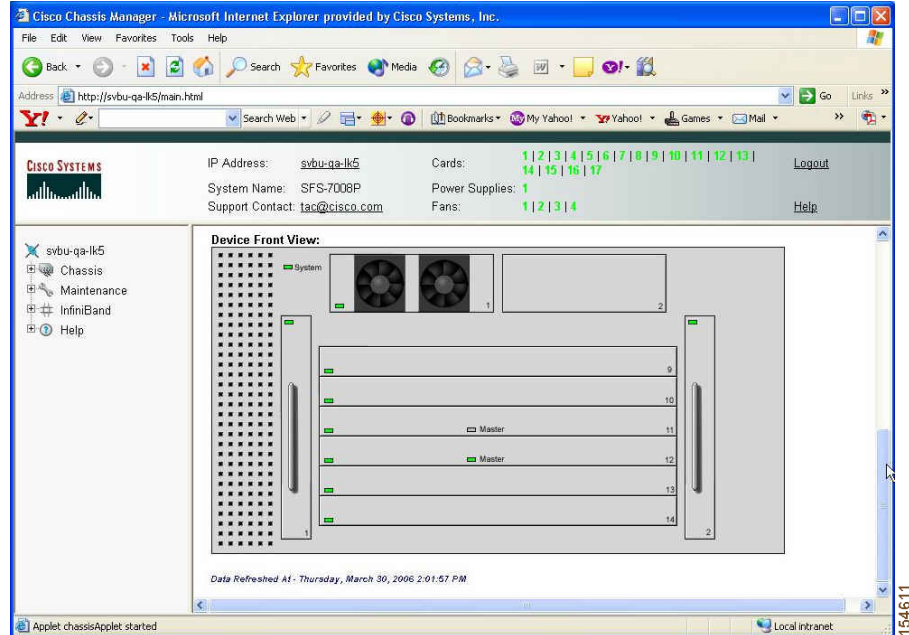 Cisco Chassis Manager - Microsoft Internet Explorer provided by Cisco Systems, Inc.
File Edit View Favorites Tools Help
Back Search Favorites Media
Address http://svbu-qa-lk5/main.html Go Links »
Y! Search Web Bookmarks My Yahoo! Yahoo! Games Mail »
CISCO SYSTEMS
IP Address: svbu-qa-lk5
System Name: SFS-7008P
Support Contact: tac@cisco.com
Cards: 1 | 2 | 3 | 4 | 5 | 6 | 7 | 8 | 9 | 10 | 11 | 12 | 13 |
14 | 15 | 16 | 17
Power Supplies: 1
Fans: 1 | 2 | 3 | 4
Logout
Help
svbu-qa-lk5
Chassis
Maintenance
InfiniBand
Help
Device Front View:
System
1
2
9
10
Master 11
Master 12
13
14
1
2
Data Refreshed At - Thursday, March 30, 2006 2:01:57 PM
Applet chassisApplet started
Local intranet
154611